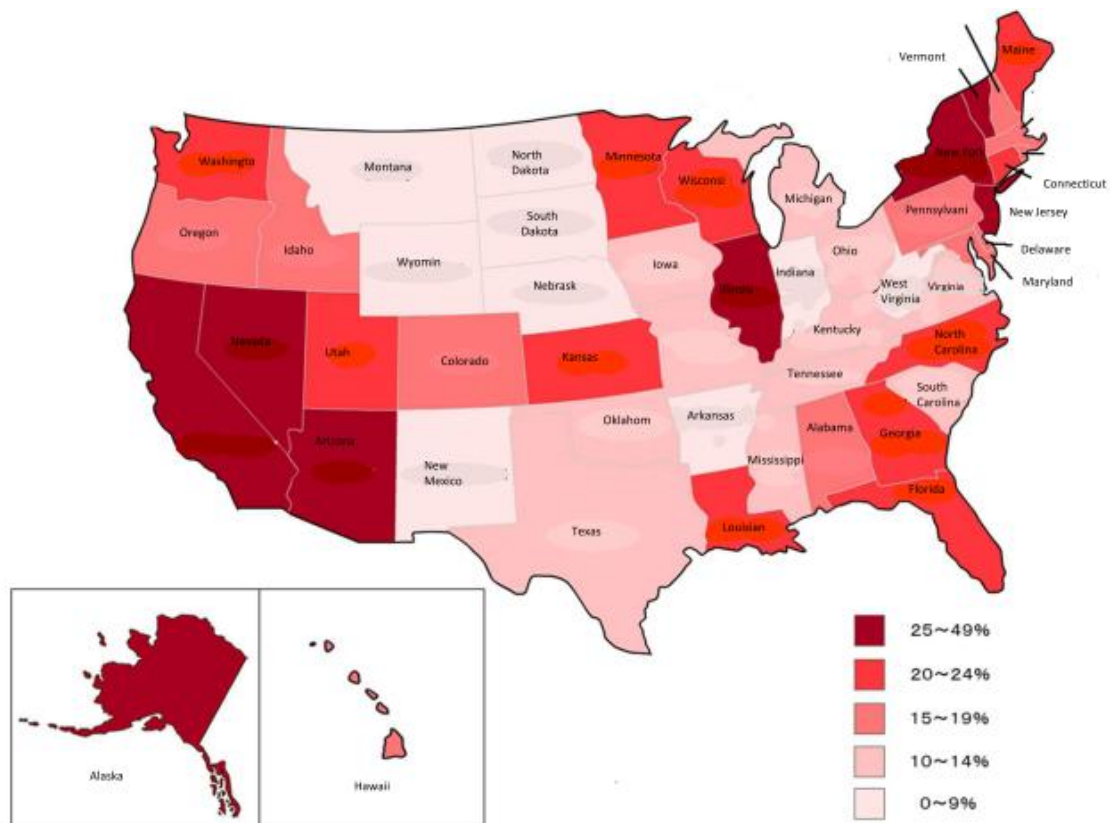 Maine
Vermont
Washingto
Montana
North
Dakota
Minnesota
Wisconsi
New York
Connecticut
Michigan
Pennsylvani
New Jersey
Oregon
Idaho
South
Dakota
Delaware
Wyomin
Iowa
Ohio
Maryland
Nebrask
Illinois
Indiana
West
Virginia
Virginia
Nevada
Utah
Colorado
Kansas
Kentucky
North
Carolina
Tennessee
South
Carolina
Oklahom
Arkansas
Alabama
Georgia
Arizona
New
Mexico
Mississippi
Florida
Texas
Louisian
25~49%
20~24%
15~19%
10~14%
0~9%
Alaska
Hawaii